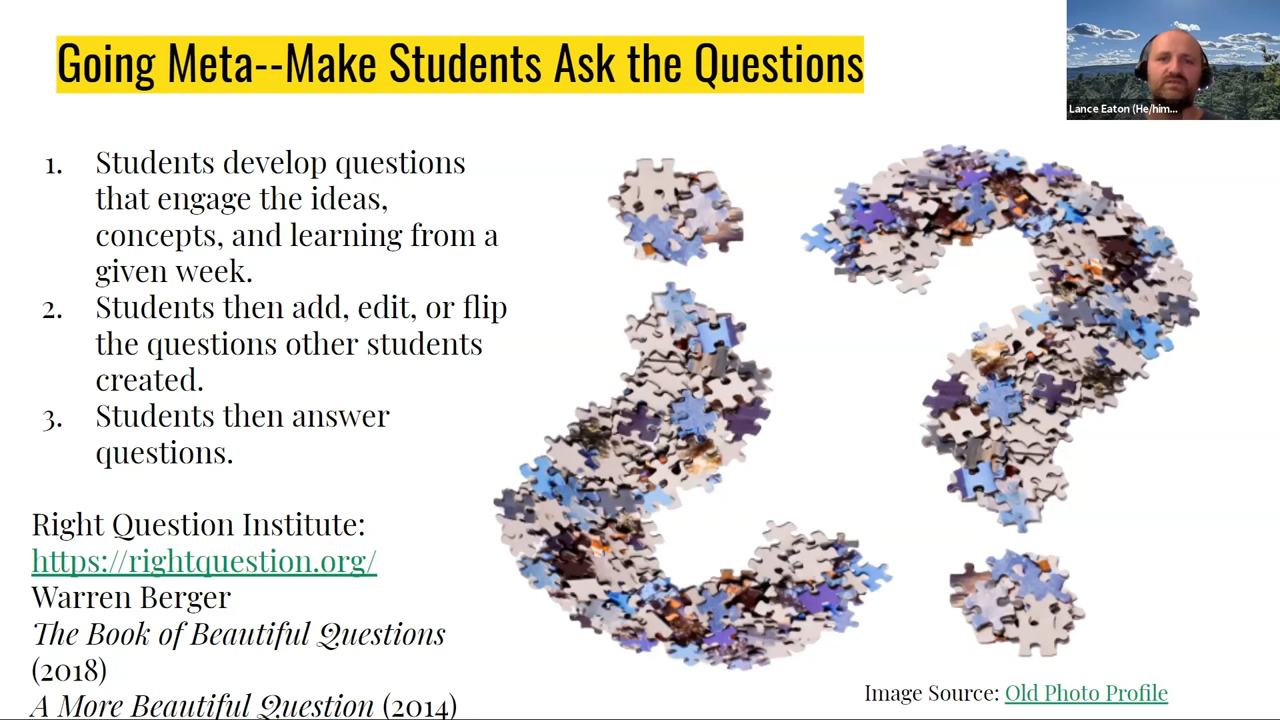 Going Meta--Make Students Ask the Questions
Lance Eaton (He/him...
1. Students develop questions
that engage the ideas,
concepts, and learning from a
given week.
2. Students then add, edit, or flip
the questions other students
created.
3. Students then answer
questions.
Right Question Institute:
https://rightquestion.org/
Warren Berger
The Book of Beautiful Questions
(2018)
A More Beautiful Question (2014)
Image Source: Old Photo Profile